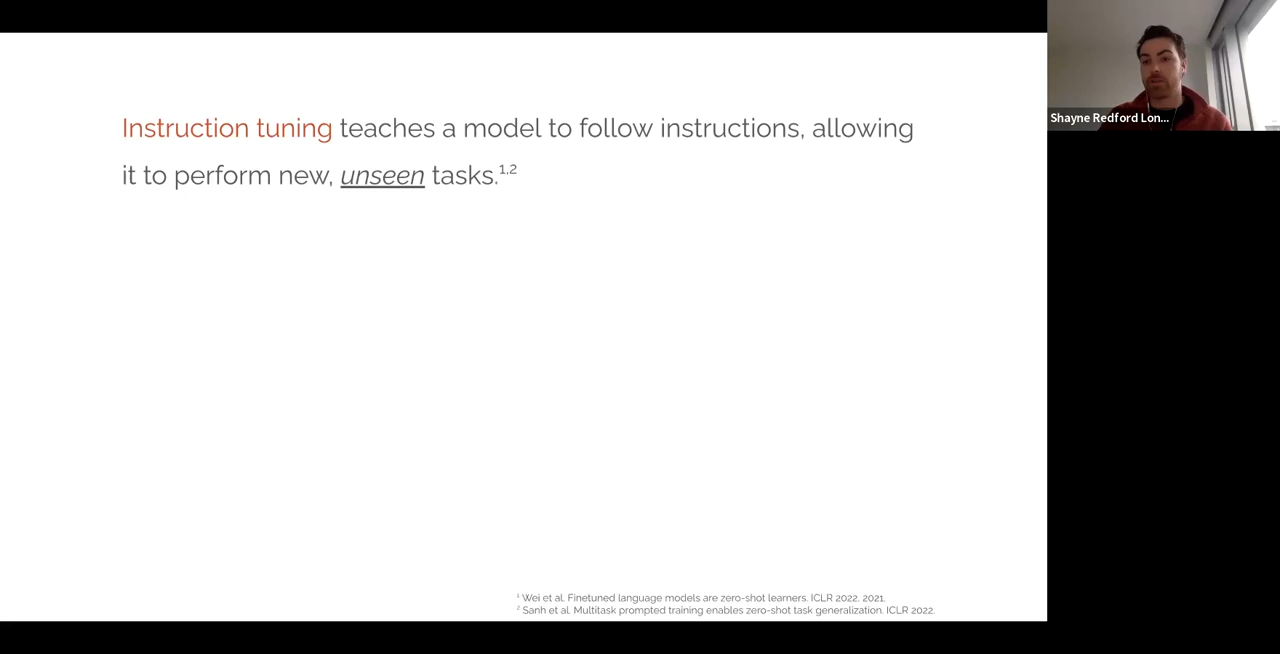 Instruction tuning teaches a model to follow instructions, allowing
it to perform new, unseen tasks.1,2
1 Wei et al. Finetuned language models are zero-shot learners. ICLR 2022. 2021.
2 Sanh et al. Multitask prompted training enables zero-shot task generalization. ICLR 2022.
Shayne Redford Lon...